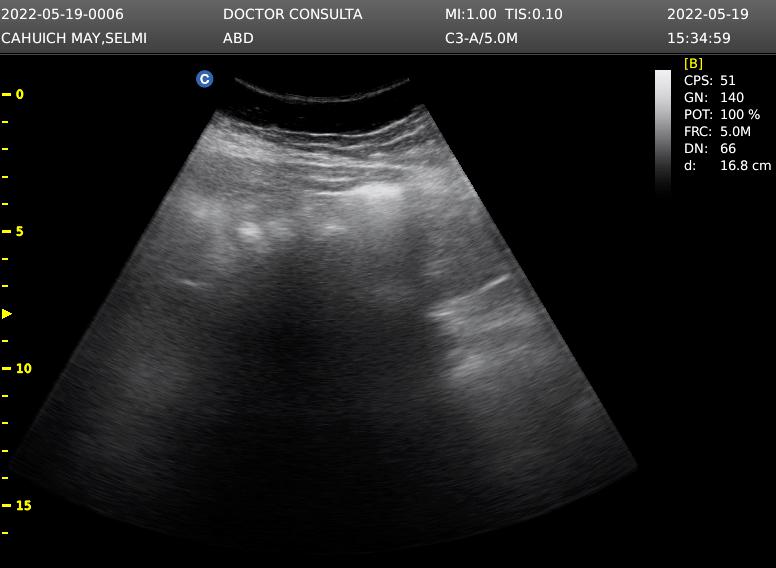 2022-05-19-0006 DOCTOR CONSULTA MI:1.00 TIS:0.10 2022-05-19
CAHUICH MAY,SELMI ABD C3-A/5.0M 15:34:59
C
[B]
CPS: 51
GN: 140
POT: 100 %
FRC: 5.0M
DN: 66
d: 16.8 cm
0
5
10
15